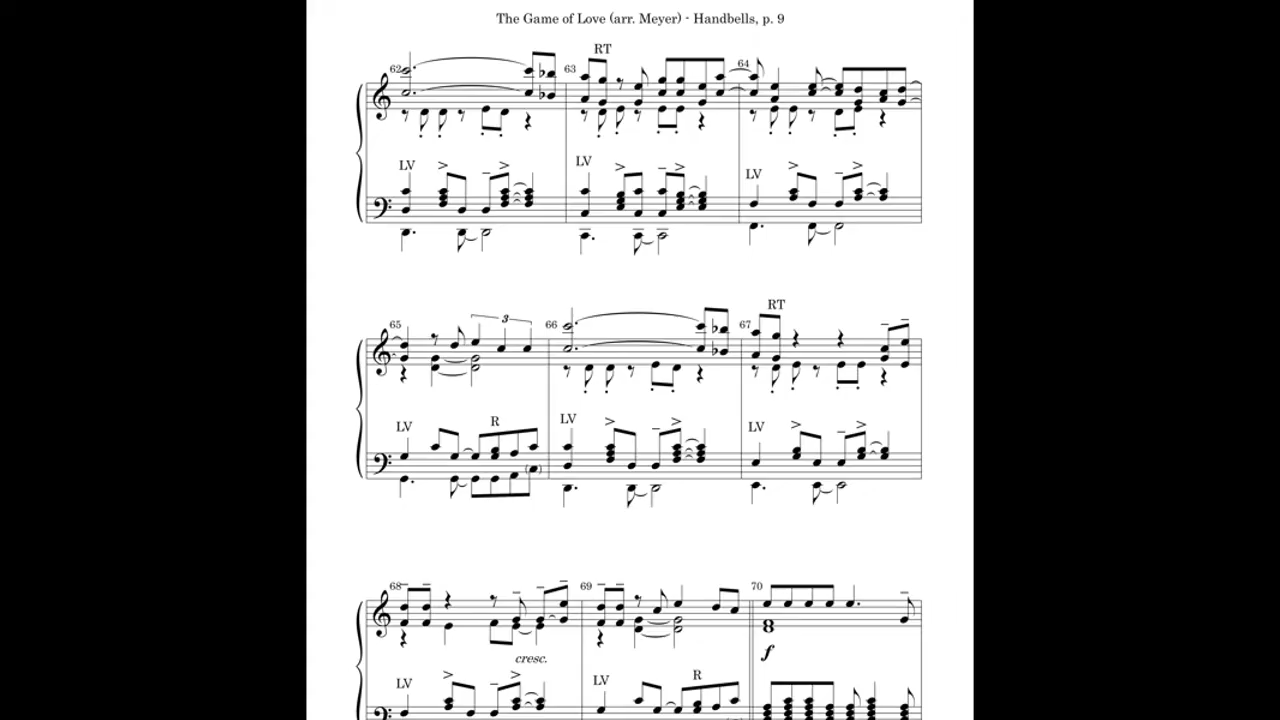 The Game of Love (arr. Meyer) - Handbells, p. 9
RT
62 63 64
LV LV LV
3 RT
65 66 67
LV R LV LV
68 69 70
cresc. f
LV LV R